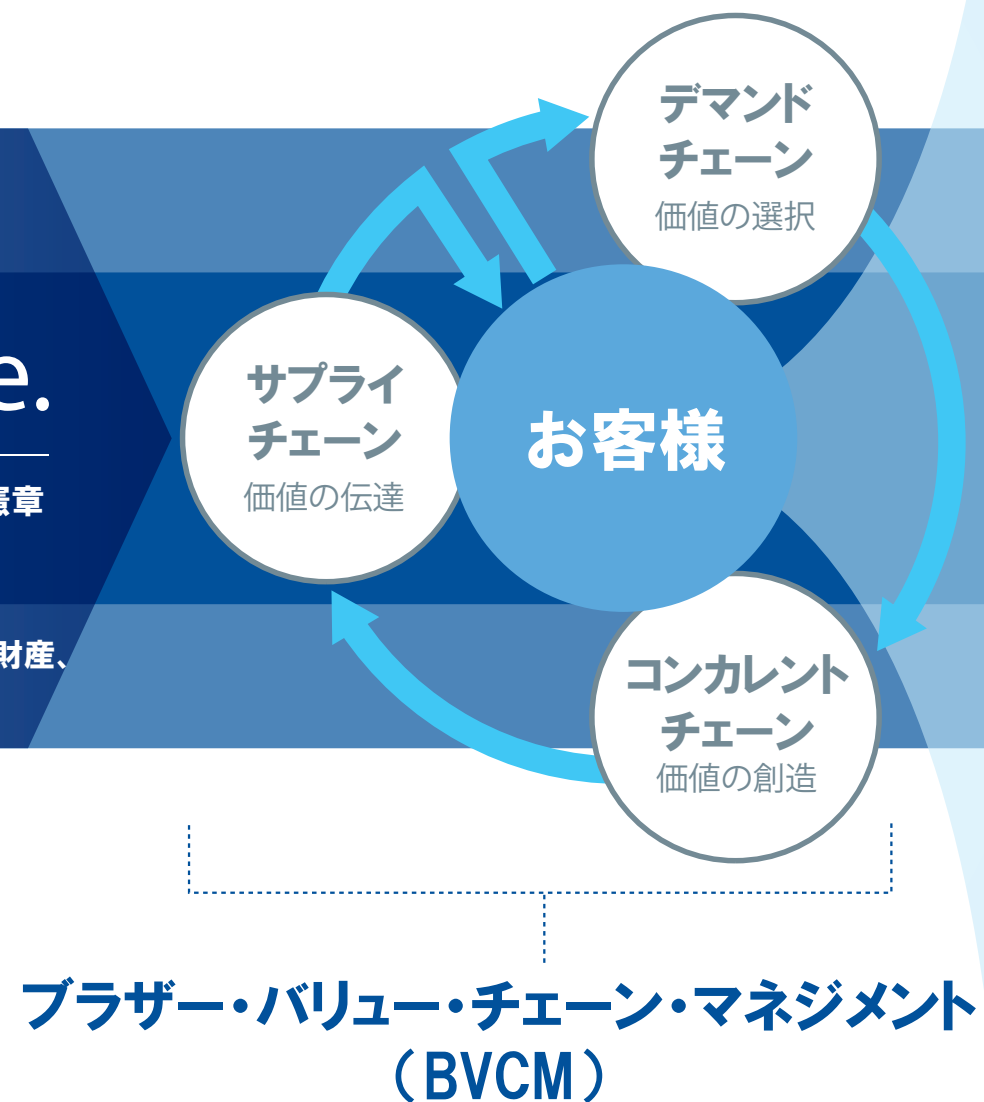 デマンド
チェーン
価値の選択
e.
サプライ
チェーン
価値の伝達
お客様
憲章
財産、
コンカレント
チェーン
価値の創造
ブラザー・バリュー・チェーン・マネジメント
（BVCM）